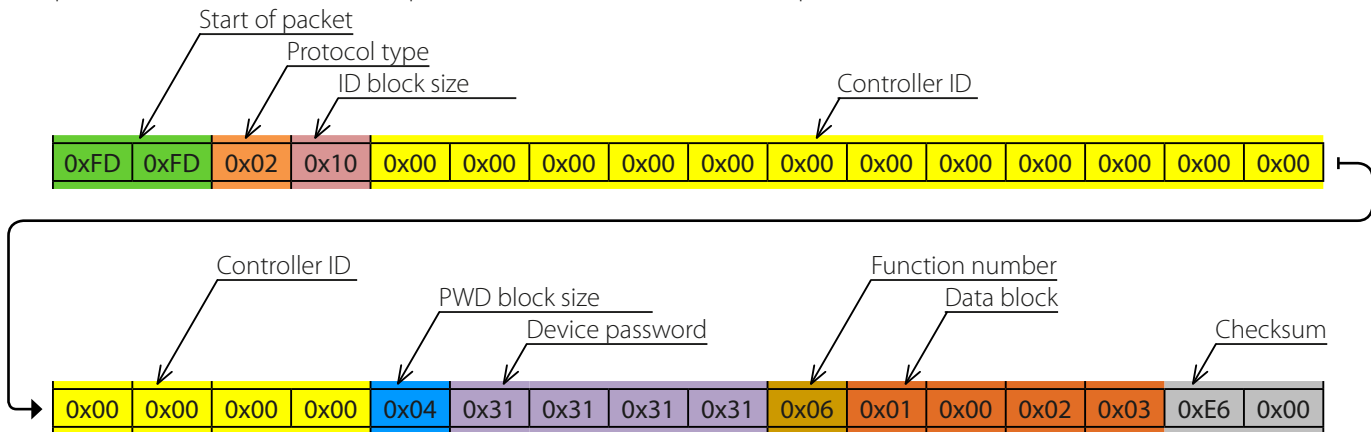 Start of packet
Protocol type
ID block size
Controller ID
0xFD 0xFD 0x02 0x10 0x00 0x00 0x00 0x00 0x00 0x00 0x00 0x00 0x00 0x00 0x00 0x00
Controller ID
Function number
PWD block size
Data block
Device password
Checksum
0x00 0x00 0x00 0x00 0x04 0x31 0x31 0x31 0x31 0x06 0x01 0x00 0x02 0x03 0xE6 0x00